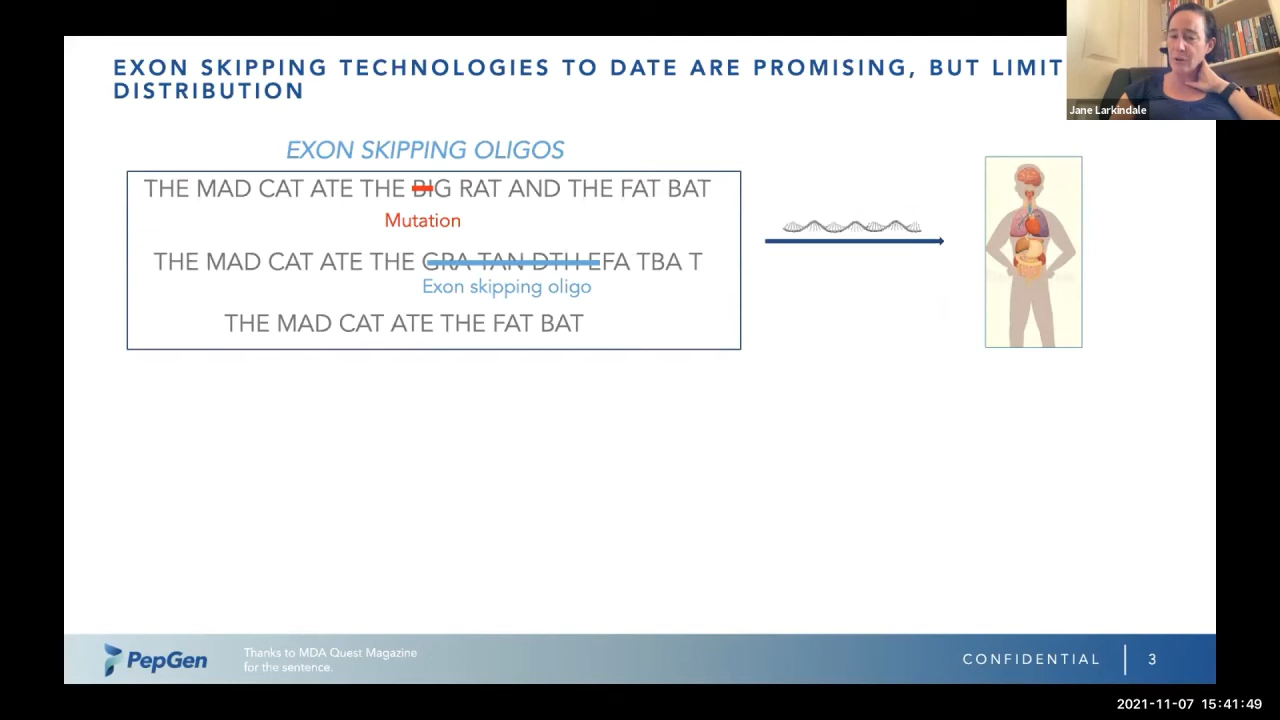 EXON SKIPPING TECHNOLOGIES TO DATE ARE PROMISING, BUT LIMIT
DISTRIBUTION
Jane Larkindale
EXON SKIPPING OLIGOS
THE MAD CAT ATE THE BIG RAT AND THE FAT BAT
Mutation
THE MAD CAT ATE THE GRA TAN DTH EFA TBA T
Exon skipping oligo
THE MAD CAT ATE THE FAT BAT
PepGen
Thanks to MDA Quest Magazine
for the sentence.
CONFIDENTIAL
3
2021-11-07 15:41:49